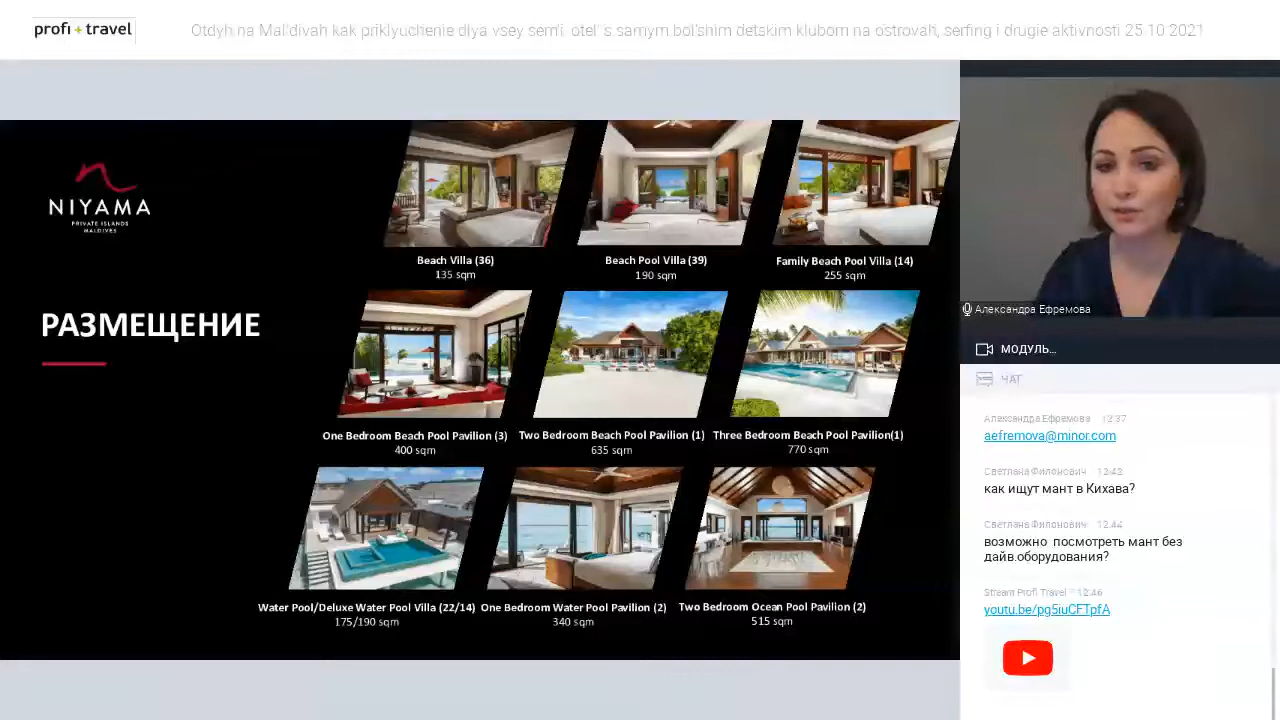 profi + travel
Otdyh na Mal'divah kak priklyuchenie dlya vsey sem'i: otel' s samym bol'shim detskim klubom na ostrovah, serfing i drugie aktivnosti 25.10.2021
NIYAMA
PRIVATE ISLANDS
MALDIVES
РАЗМЕЩЕНИЕ
Beach Villa (36)
135 sqm
Beach Pool Villa (39)
190 sqm
Family Beach Pool Villa (14)
255 sqm
One Bedroom Beach Pool Pavilion (3)
400 sqm
Two Bedroom Beach Pool Pavilion (1)
635 sqm
Three Bedroom Beach Pool Pavilion(1)
770 sqm
Water Pool/Deluxe Water Pool Villa (22/14)
175/190 sqm
One Bedroom Water Pool Pavilion (2)
340 sqm
Two Bedroom Ocean Pool Pavilion (2)
515 sqm
Александра Ефремова
МОДУЛЬ...
ЧАТ
Александра Ефремова 12:37
aefremova@minor.com
Светлана Филонович 12:42
как ищут мант в Кихава?
Светлана Филонович 12:44
возможно посмотреть мант без
дайв.оборудования?
Stream Profi Travel 12:46
youtu.be/pg5iuCFTpfA